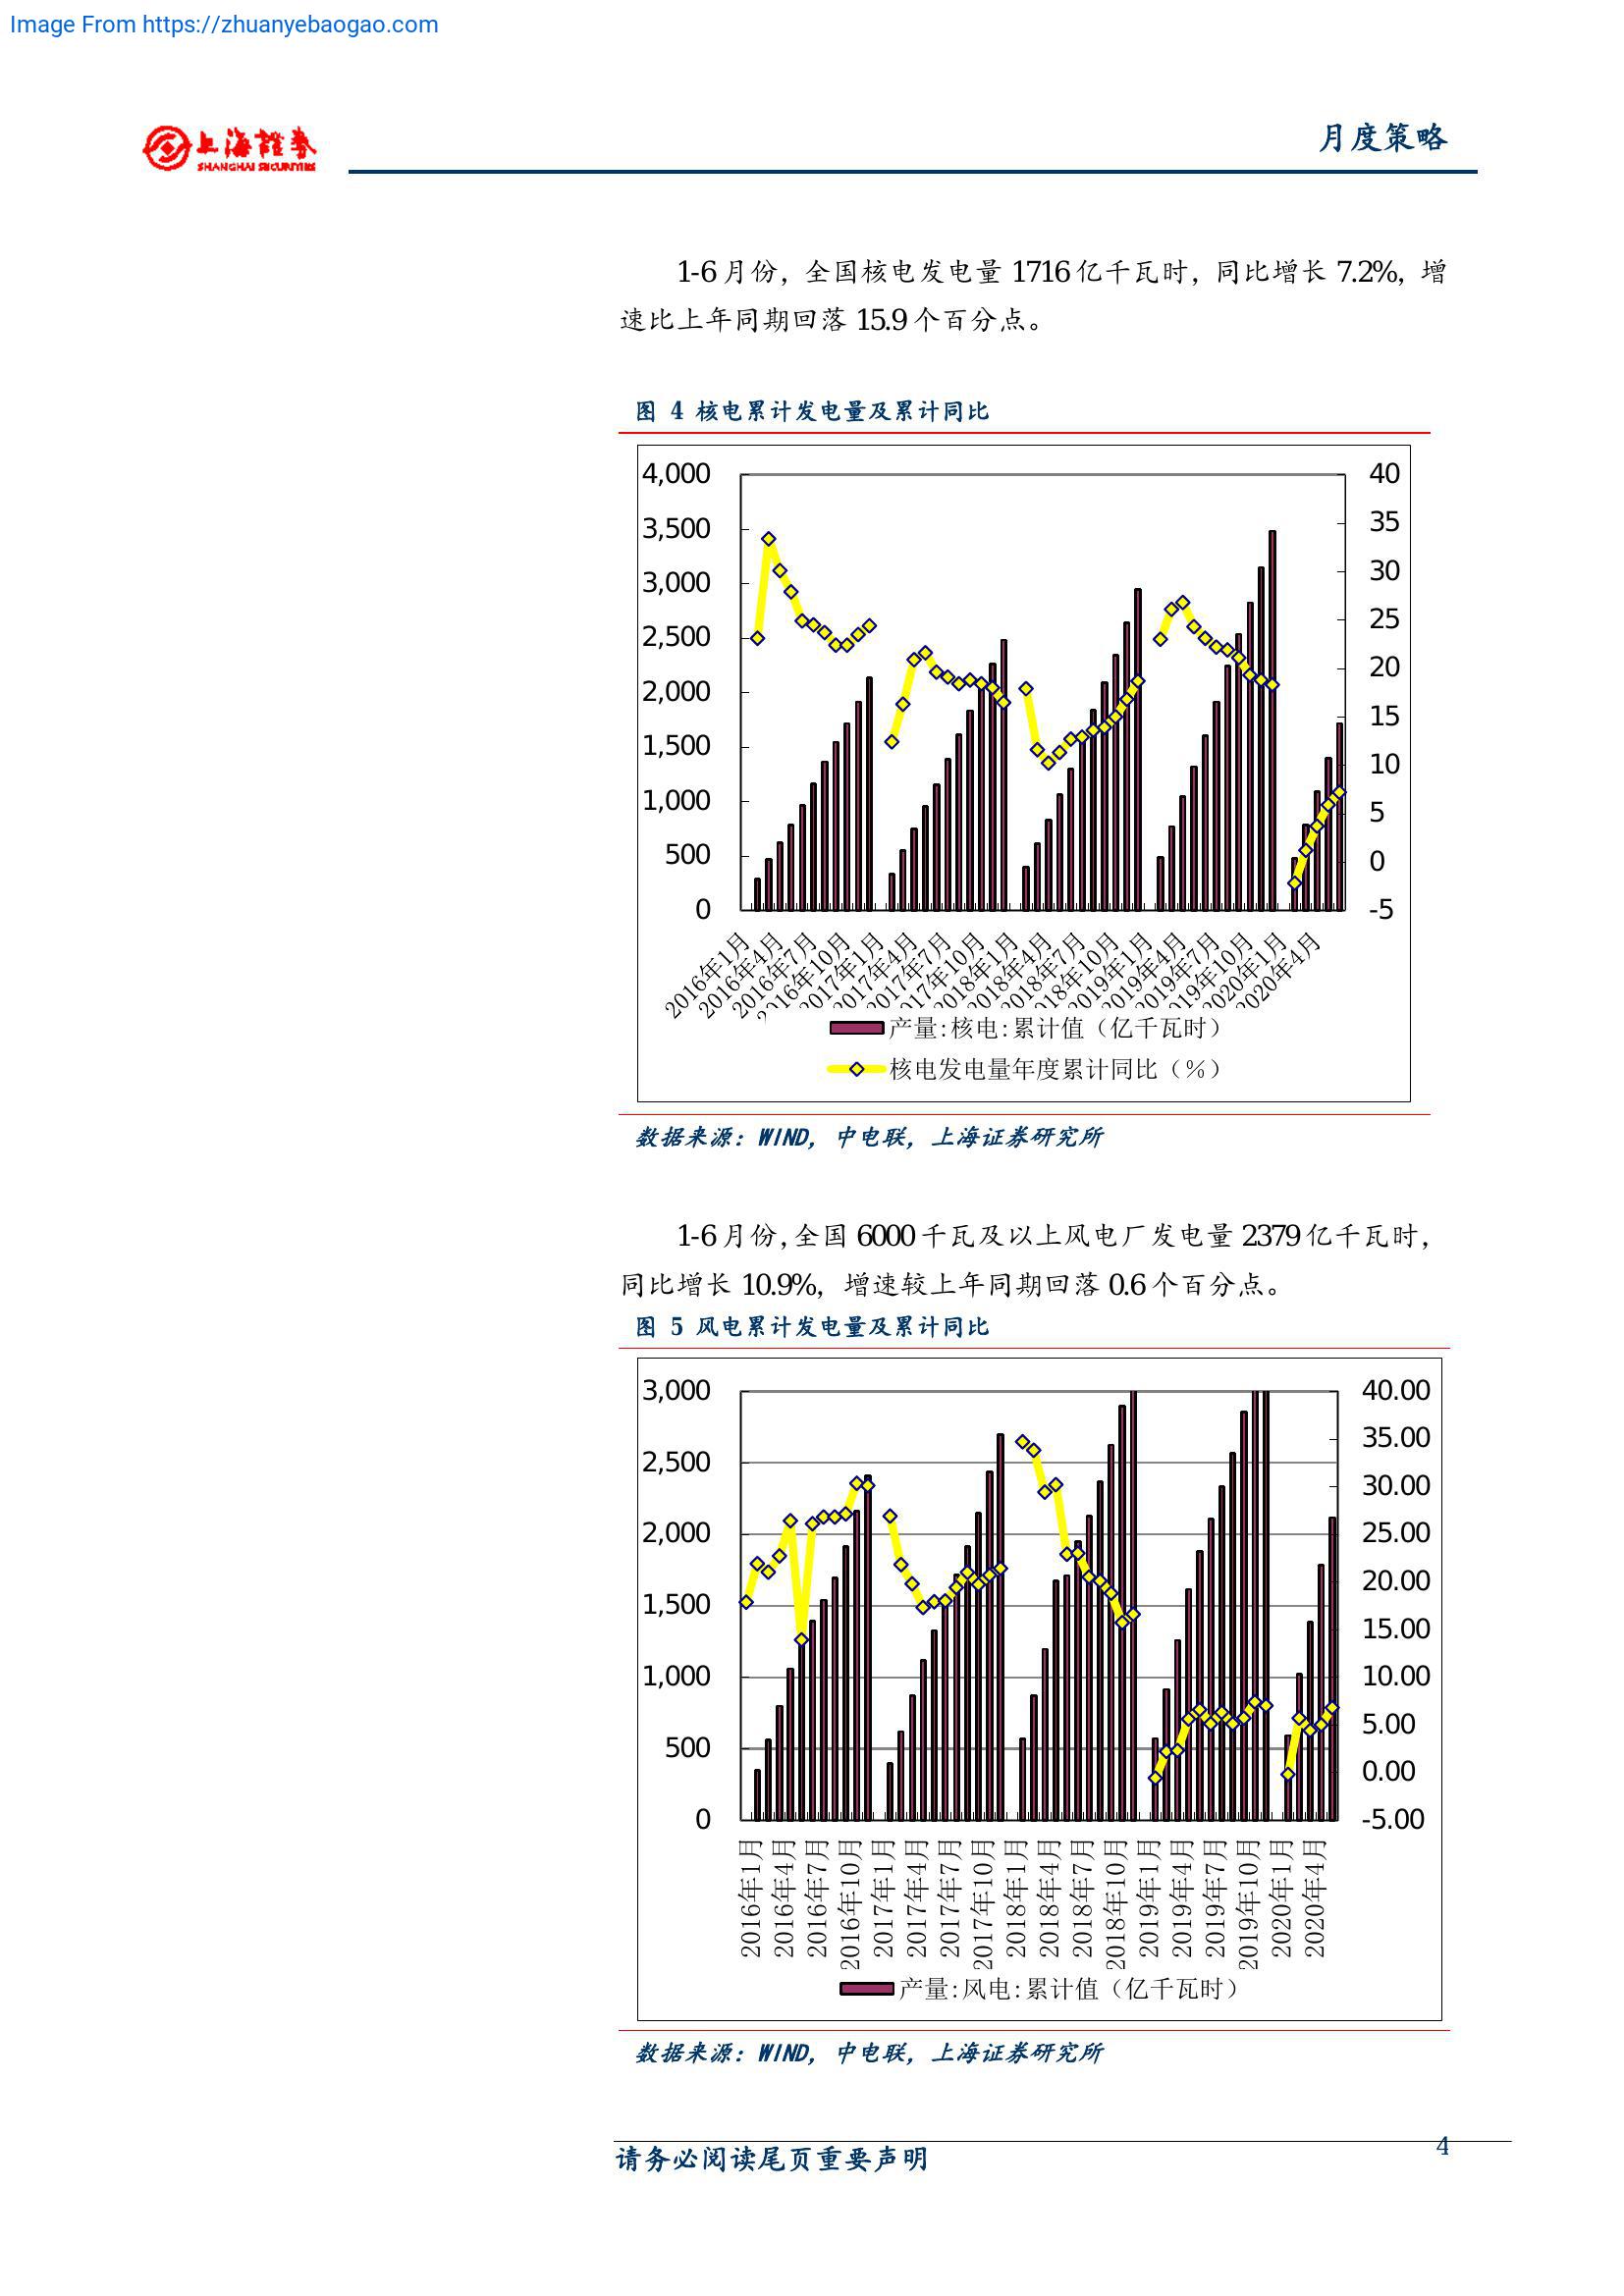 Image From https://zhuanyebaogao.com
上海證券
SHANGHAI SECURITIES
月度策略
1-6月份，全国核电发电量 1716亿千瓦时，同比增长 7.2%，增
速比上年同期回落 15.9个百分点。
图 4 核电累计发电量及累计同比
4,000
3,500
3,000
2,500
2,000
1,500
1,000
500
0
40
35
30
25
20
15
10
5
0
-5
2016年1月
2016年4月
2016年7月
2016年10月
2017年1月
2017年4月
2017年7月
2017年10月
2018年1月
2018年4月
2018年7月
2018年10月
2019年1月
2019年4月
2019年7月
2019年10月
2020年1月
2020年4月
产量:核电:累计值（亿千瓦时）
核电发电量年度累计同比（%）
数据来源：WIND，中电联，上海证券研究所
1-6月份，全国 6000千瓦及以上风电厂发电量 2379亿千瓦时，
同比增长 10.9%，增速较上年同期回落 0.6个百分点。
图 5 风电累计发电量及累计同比
3,000
2,500
2,000
1,500
1,000
500
0
40.00
35.00
30.00
25.00
20.00
15.00
10.00
5.00
0.00
-5.00
2016年1月
2016年4月
2016年7月
2016年10月
2017年1月
2017年4月
2017年7月
2017年10月
2018年1月
2018年4月
2018年7月
2018年10月
2019年1月
2019年4月
2019年7月
2019年10月
2020年1月
2020年4月
产量:风电:累计值（亿千瓦时）
数据来源：WIND，中电联，上海证券研究所
请务必阅读尾页重要声明
4